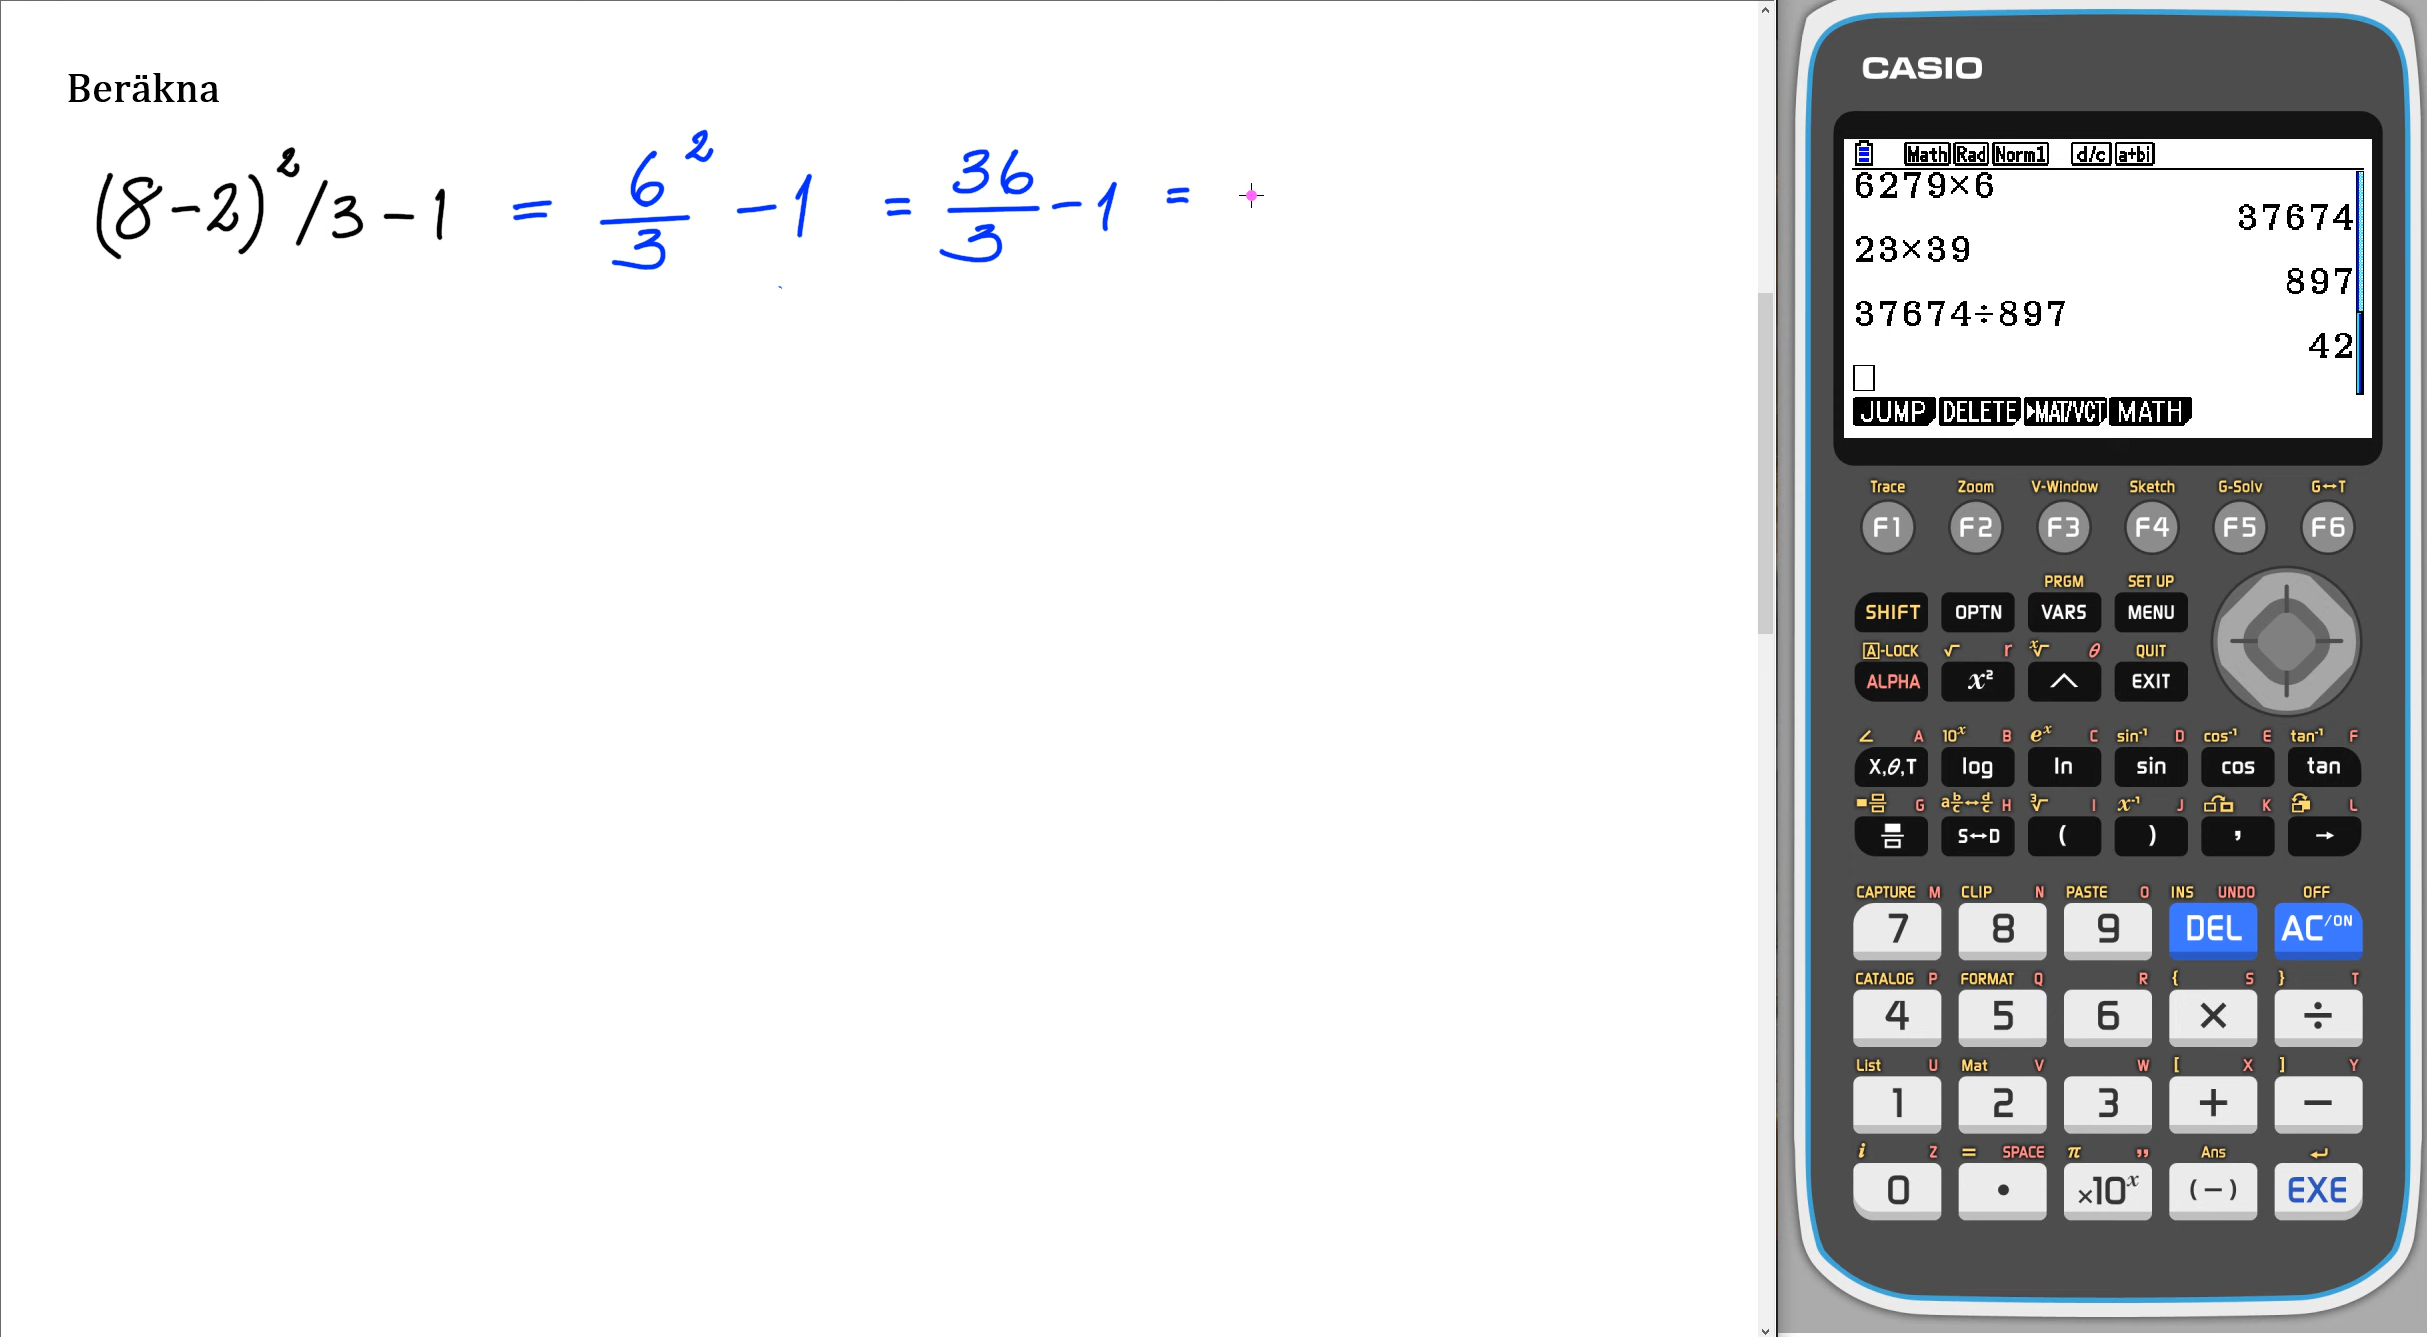 Beräkna
(8-2)²/3-1 = 6²/3 -1 = 36/3 -1 =
CASIO
Math Rad Norm1 d/c a+bi
6279×6
37674
23×39
897
37674÷897
42
JUMP DELETE ►MAT/VCT MATH
Trace Zoom V-Window Sketch G-Solv G↔T
F1 F2 F3 F4 F5 F6
PRGM SET UP
SHIFT OPTN VARS MENU
A-LOCK √ r ˣ√ θ QUIT
ALPHA x² ^ EXIT
∠ A 10ˣ B eˣ C sin⁻¹ D cos⁻¹ E tan⁻¹ F
X,θ,T log ln sin cos tan
G a b/c↔d/c H ³√ I x⁻¹ J K L
S↔D ( ) , →
CAPTURE M CLIP N PASTE O INS UNDO OFF
7 8 9 DEL AC/ON
CATALOG P FORMAT Q R { S } T
4 5 6 × ÷
List U Mat V W [ X ] Y
1 2 3 + −
i Z = SPACE π ” Ans ↵
0 • ×10ˣ (−) EXE